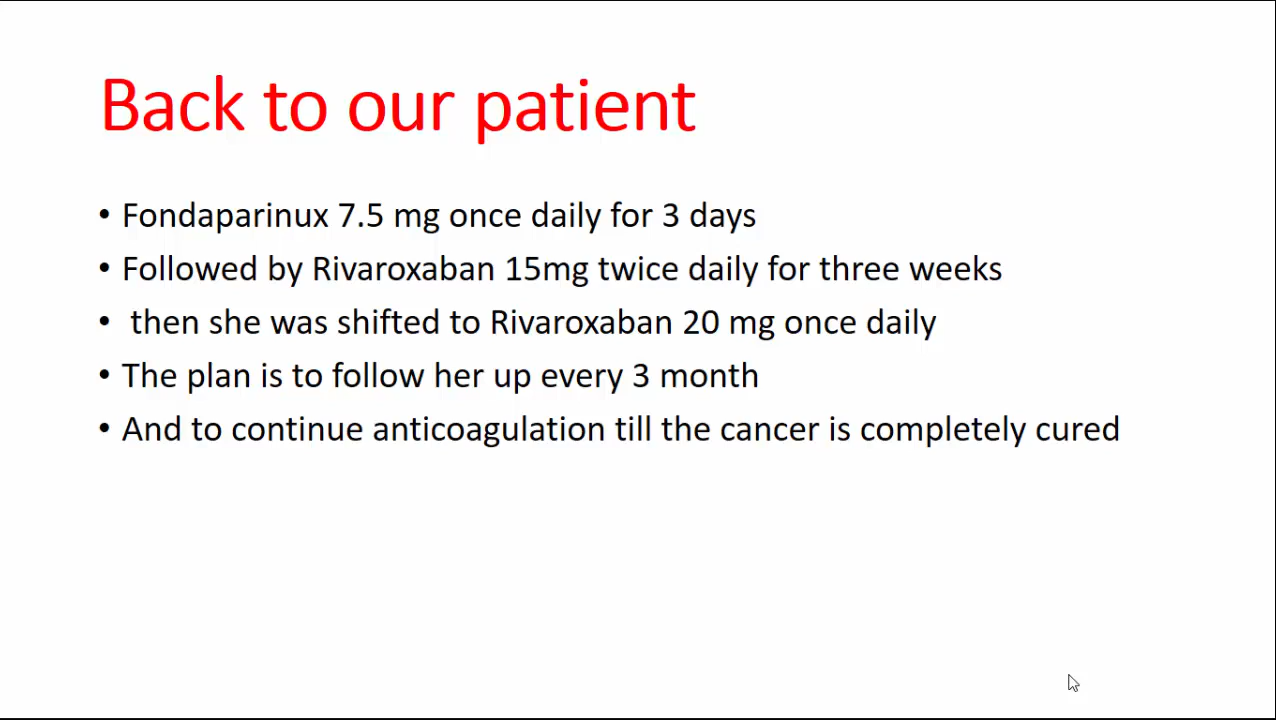 Back to our patient
• Fondaparinux 7.5 mg once daily for 3 days
• Followed by Rivaroxaban 15mg twice daily for three weeks
• then she was shifted to Rivaroxaban 20 mg once daily
• The plan is to follow her up every 3 month
• And to continue anticoagulation till the cancer is completely cured